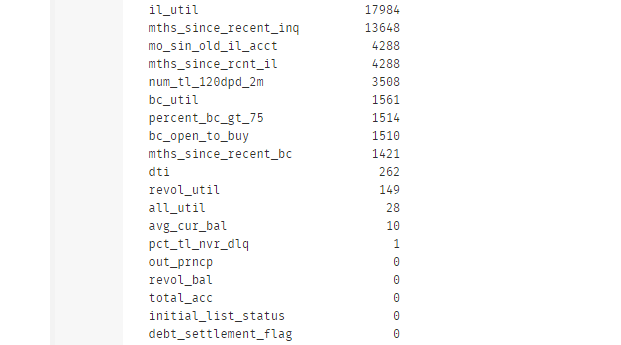 il_util 17984
mths_since_recent_inq 13648
mo_sin_old_il_acct 4288
mths_since_rcnt_il 4288
num_tl_120dpd_2m 3508
bc_util 1561
percent_bc_gt_75 1514
bc_open_to_buy 1510
mths_since_recent_bc 1421
dti 262
revol_util 149
all_util 28
avg_cur_bal 10
pct_tl_nvr_dlq 1
out_prncp 0
revol_bal 0
total_acc 0
initial_list_status 0
debt_settlement_flag 0